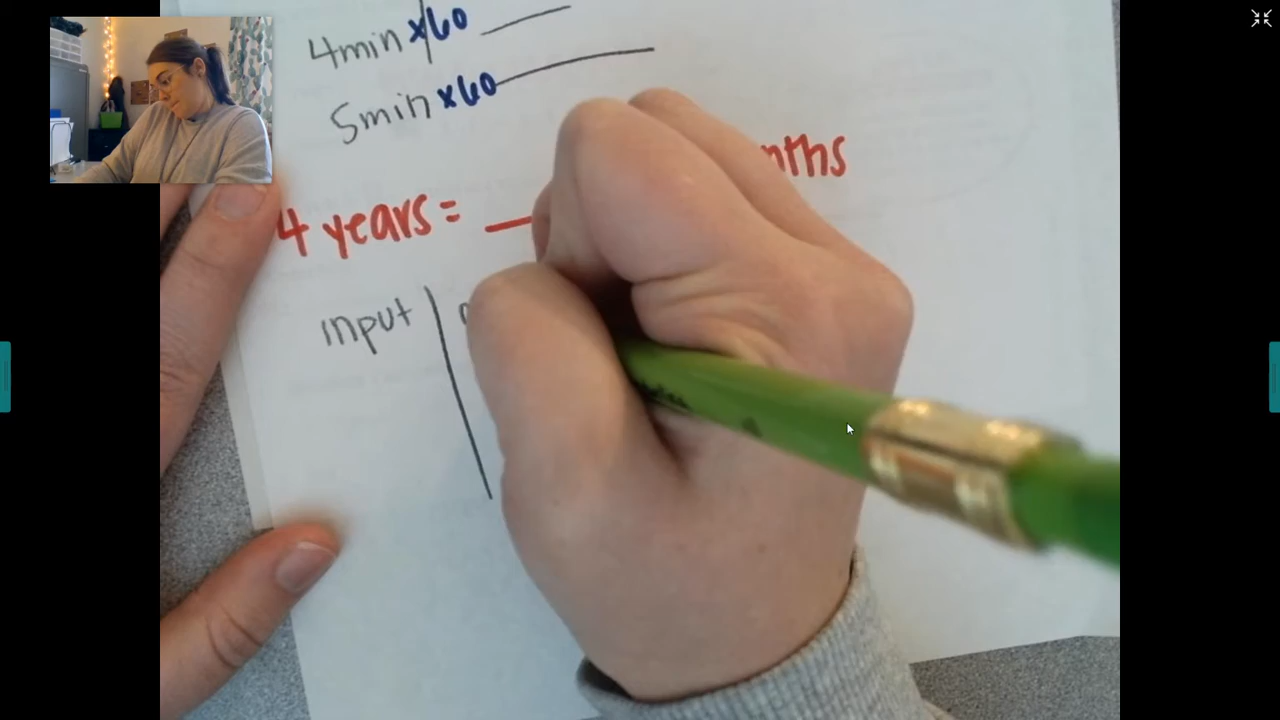 4min x60
5min x60
4 years = nths
input